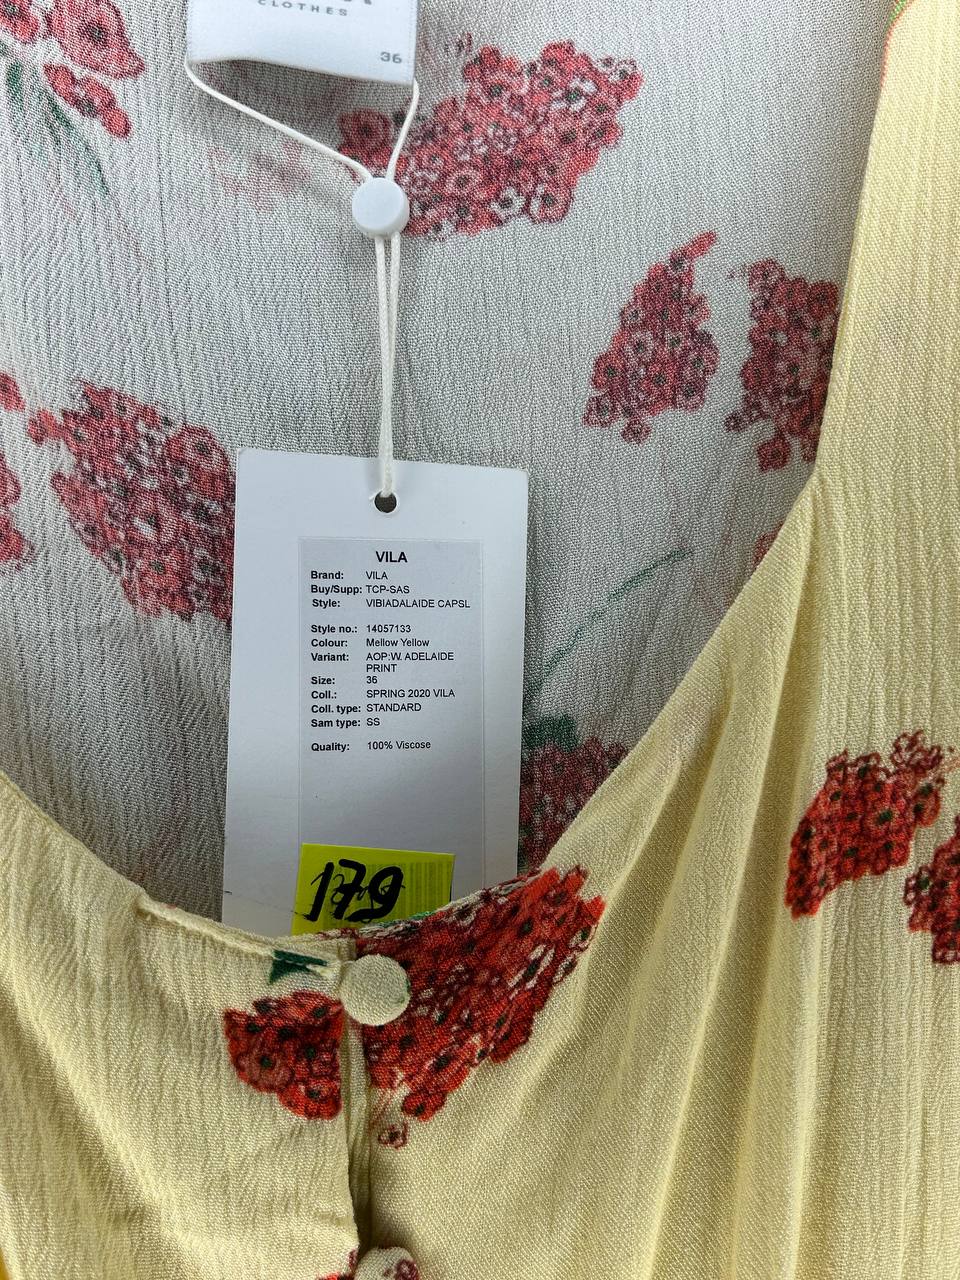 CLOTHES
36
VILA
Brand: VILA
Buy/Supp: TCP-SAS
Style: VIBIADALAIDE CAPSL
Style no.: 14057133
Colour: Mellow Yellow
Variant: AOP:W. ADELAIDE
PRINT
Size: 36
Coll.: SPRING 2020 VILA
Coll. type: STANDARD
Sam type: SS
Quality: 100% Viscose
179